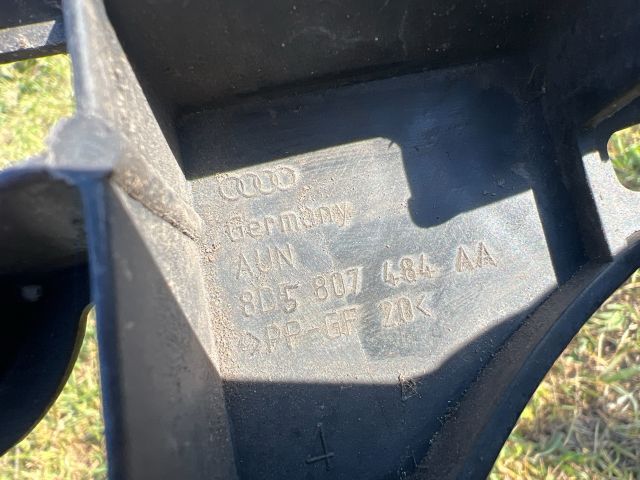 Germany
AUN
8D5 807 484 AA
>PP-GF 20<